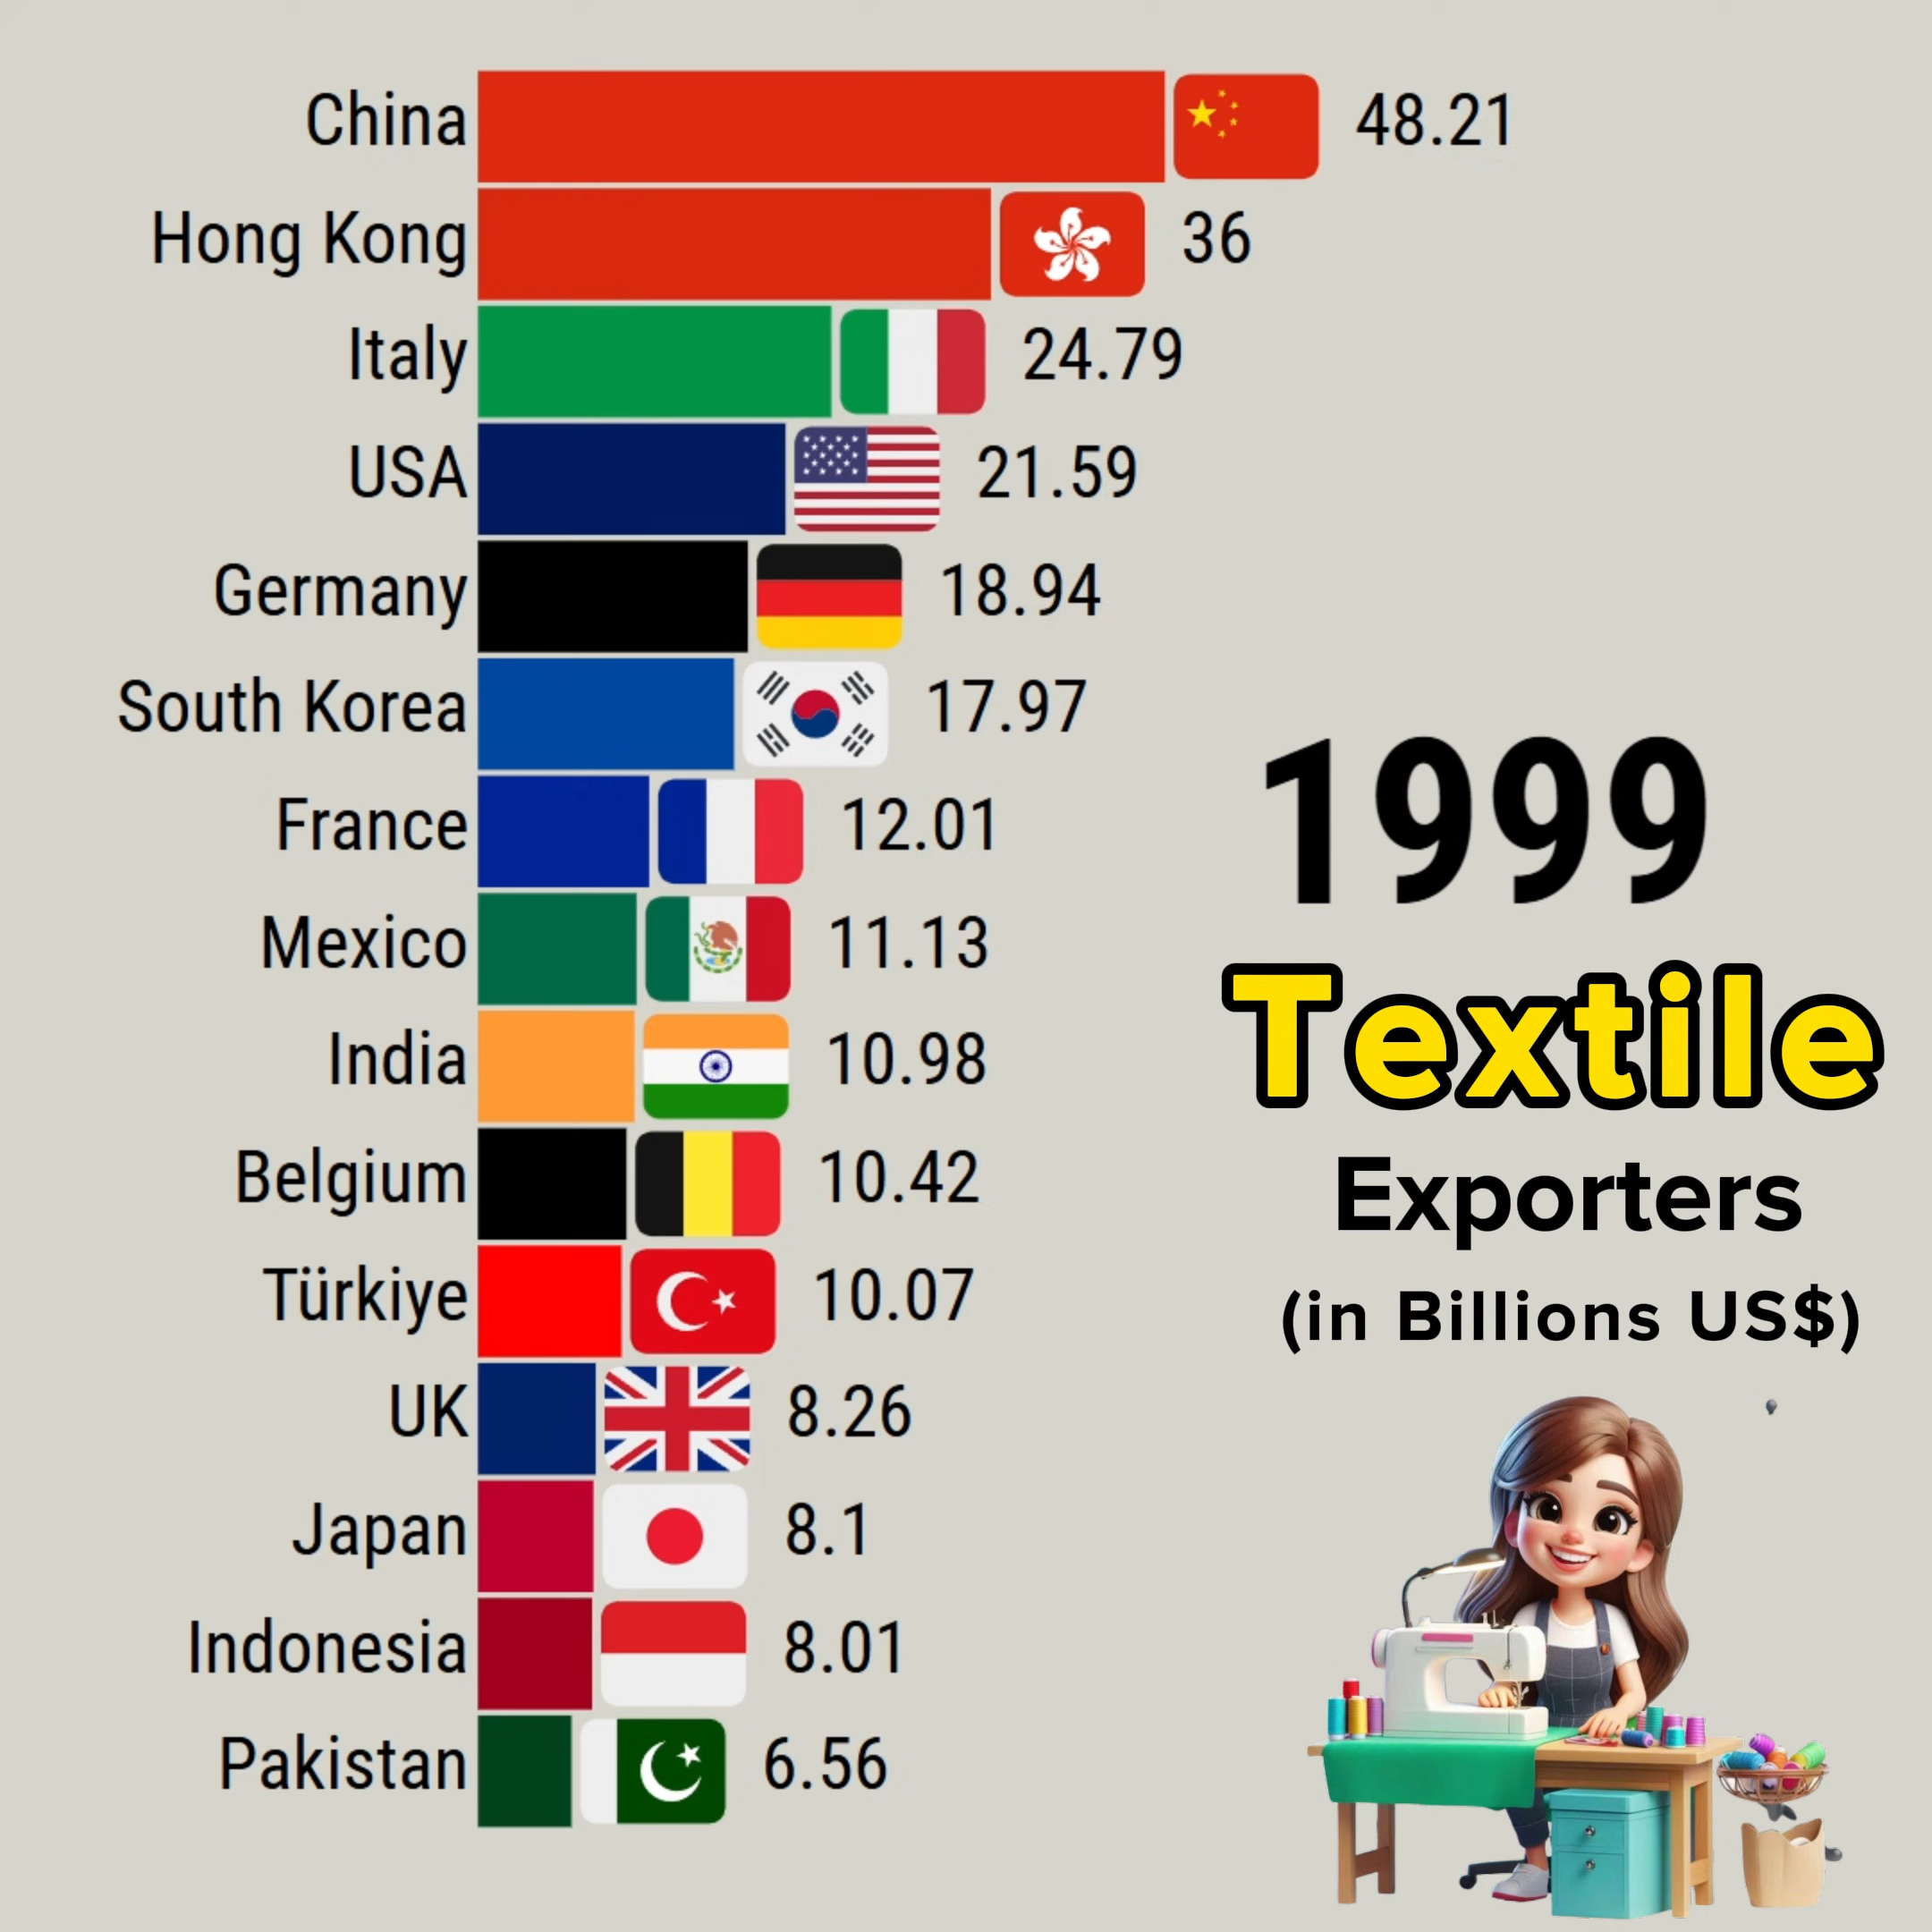 China 48.21
Hong Kong 36
Italy 24.79
USA 21.59
Germany 18.94
South Korea 17.97
France 12.01
Mexico 11.13
India 10.98
Belgium 10.42
Türkiye 10.07
UK 8.26
Japan 8.1
Indonesia 8.01
Pakistan 6.56
1999
Textile
Exporters
(in Billions US$)